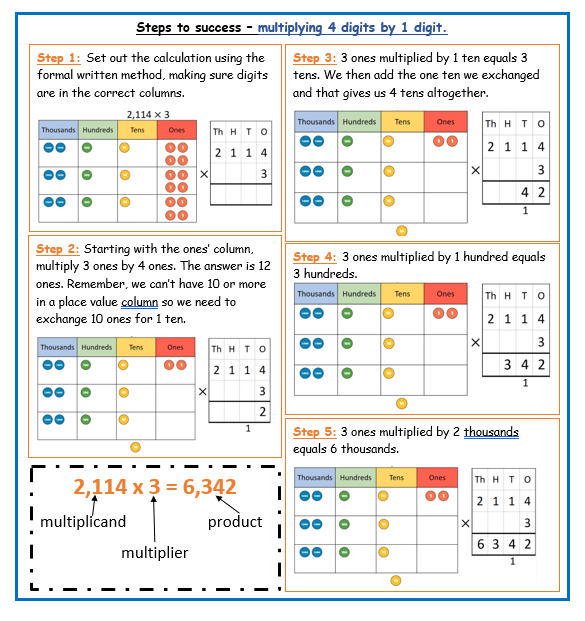 Steps to success – multiplying 4 digits by 1 digit.
Step 1: Set out the calculation using the
formal written method, making sure digits
are in the correct columns.
2,114 × 3
Thousands Hundreds Tens Ones
Th H T O
2 1 1 4
× 3
Step 2: Starting with the ones' column,
multiply 3 ones by 4 ones. The answer is 12
ones. Remember, we can't have 10 or more
in a place value column so we need to
exchange 10 ones for 1 ten.
Thousands Hundreds Tens Ones
Th H T O
2 1 1 4
× 3
2
1
2,114 x 3 = 6,342
multiplicand
product
multiplier
Step 3: 3 ones multiplied by 1 ten equals 3
tens. We then add the one ten we exchanged
and that gives us 4 tens altogether.
Thousands Hundreds Tens Ones
Th H T O
2 1 1 4
× 3
4 2
1
Step 4: 3 ones multiplied by 1 hundred equals
3 hundreds.
Thousands Hundreds Tens Ones
Th H T O
2 1 1 4
× 3
3 4 2
1
Step 5: 3 ones multiplied by 2 thousands
equals 6 thousands.
Thousands Hundreds Tens Ones
Th H T O
2 1 1 4
× 3
6 3 4 2
1